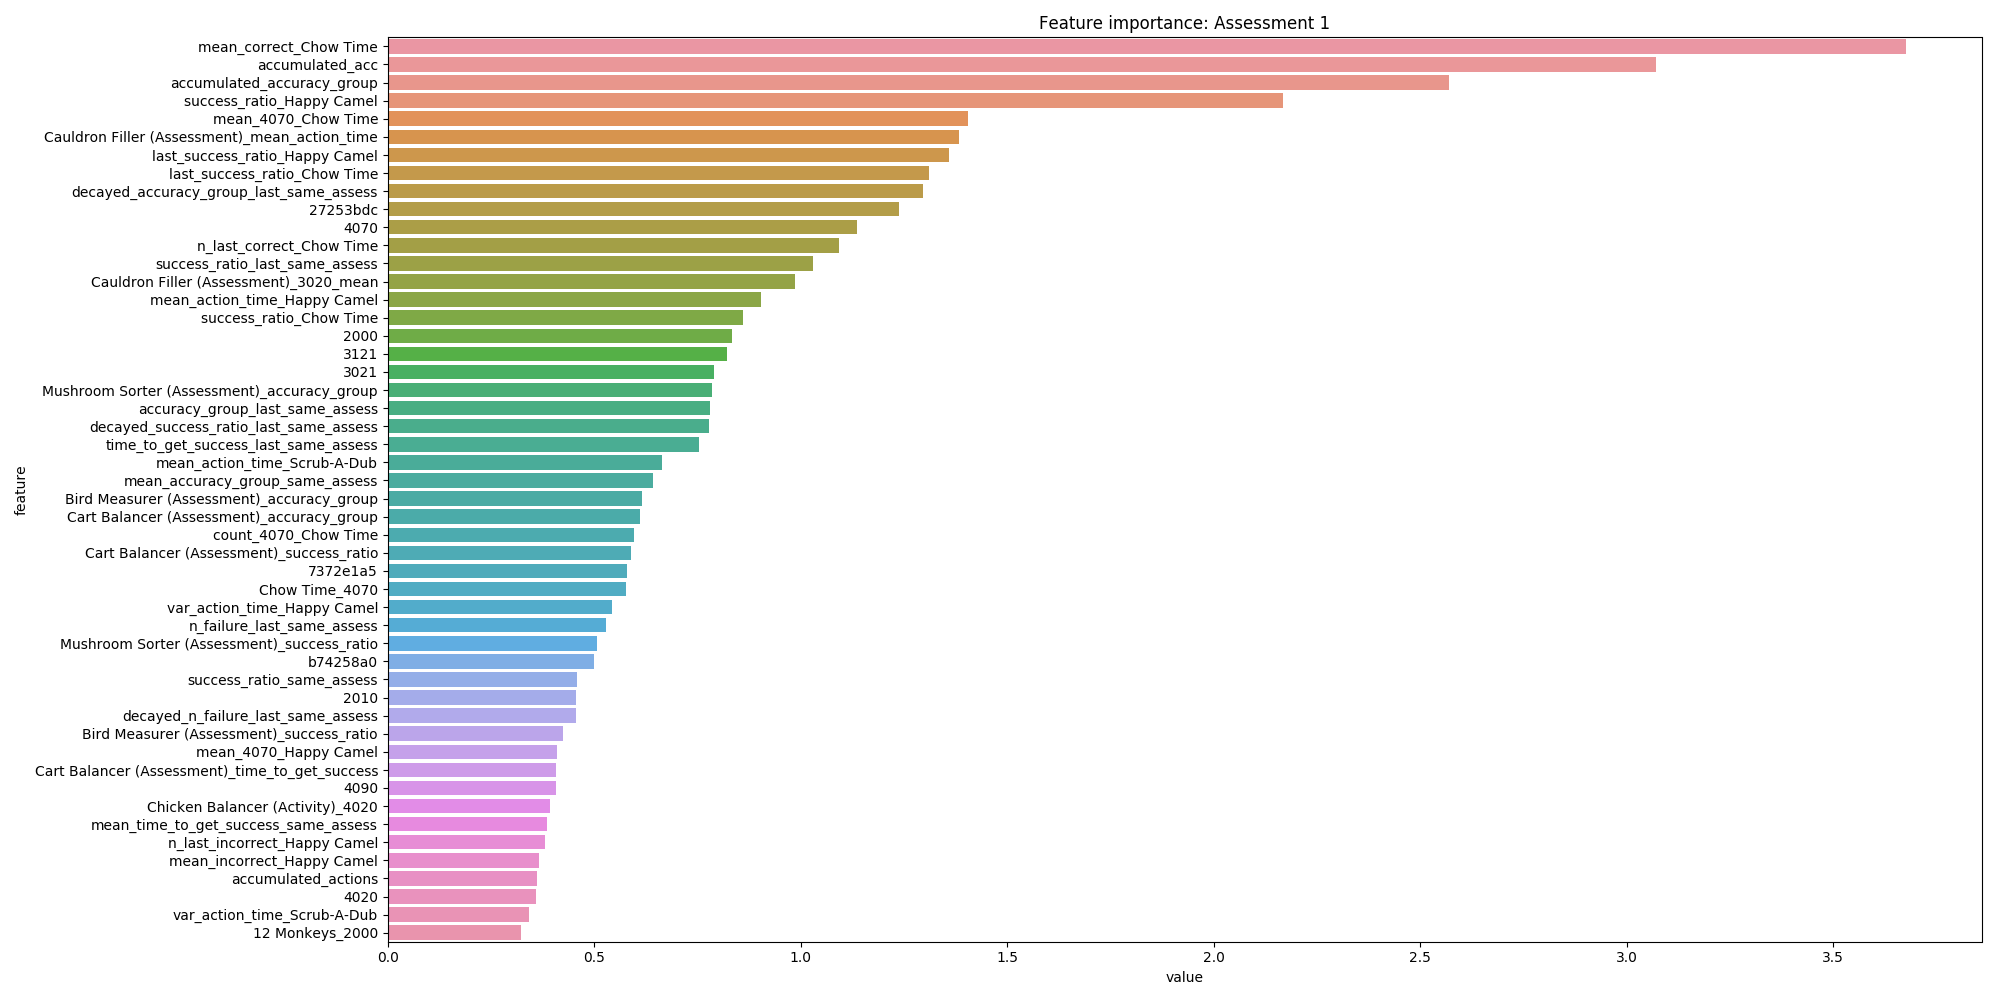 Feature importance: Assessment 1
mean_correct_Chow Time
accumulated_acc
accumulated_accuracy_group
success_ratio_Happy Camel
mean_4070_Chow Time
Cauldron Filler (Assessment)_mean_action_time
last_success_ratio_Happy Camel
last_success_ratio_Chow Time
decayed_accuracy_group_last_same_assess
27253bdc
4070
n_last_correct_Chow Time
success_ratio_last_same_assess
Cauldron Filler (Assessment)_3020_mean
mean_action_time_Happy Camel
success_ratio_Chow Time
2000
3121
3021
Mushroom Sorter (Assessment)_accuracy_group
accuracy_group_last_same_assess
decayed_success_ratio_last_same_assess
time_to_get_success_last_same_assess
mean_action_time_Scrub-A-Dub
mean_accuracy_group_same_assess
Bird Measurer (Assessment)_accuracy_group
Cart Balancer (Assessment)_accuracy_group
count_4070_Chow Time
Cart Balancer (Assessment)_success_ratio
7372e1a5
Chow Time_4070
var_action_time_Happy Camel
n_failure_last_same_assess
Mushroom Sorter (Assessment)_success_ratio
b74258a0
success_ratio_same_assess
2010
decayed_n_failure_last_same_assess
Bird Measurer (Assessment)_success_ratio
mean_4070_Happy Camel
Cart Balancer (Assessment)_time_to_get_success
4090
Chicken Balancer (Activity)_4020
mean_time_to_get_success_same_assess
n_last_incorrect_Happy Camel
mean_incorrect_Happy Camel
accumulated_actions
4020
var_action_time_Scrub-A-Dub
12 Monkeys_2000
feature
0.0 0.5 1.0 1.5 2.0 2.5 3.0 3.5
value